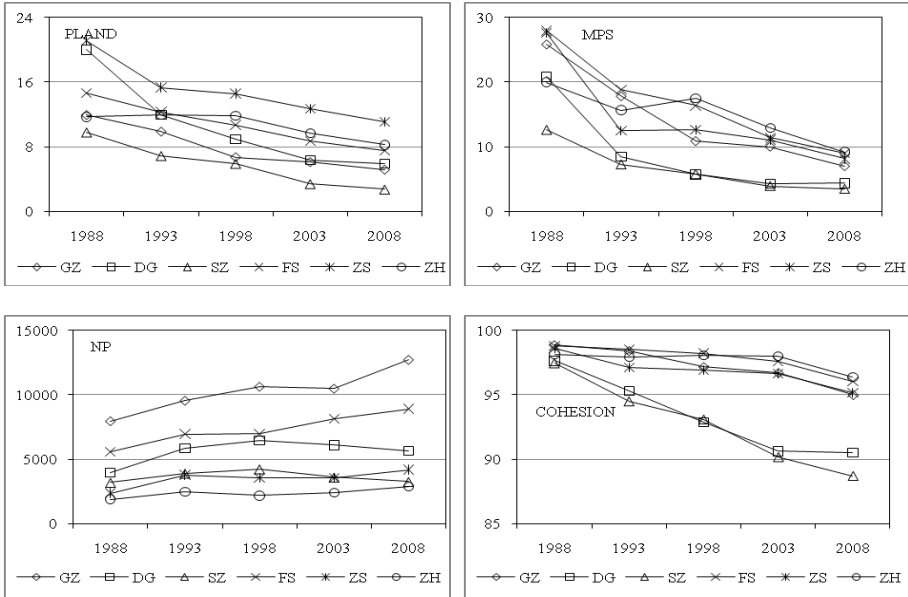 24
16
8
0
PLAND
1988 1993 1998 2003 2008
GZ DG SZ FS ZS ZH
30
20
10
0
MPS
1988 1993 1998 2003 2008
GZ DG SZ FS ZS ZH
15000
10000
5000
0
NP
1988 1993 1998 2003 2008
GZ DG SZ FS ZS ZH
100
95
90
85
COHESION
1988 1993 1998 2003 2008
GZ DG SZ FS ZS ZH